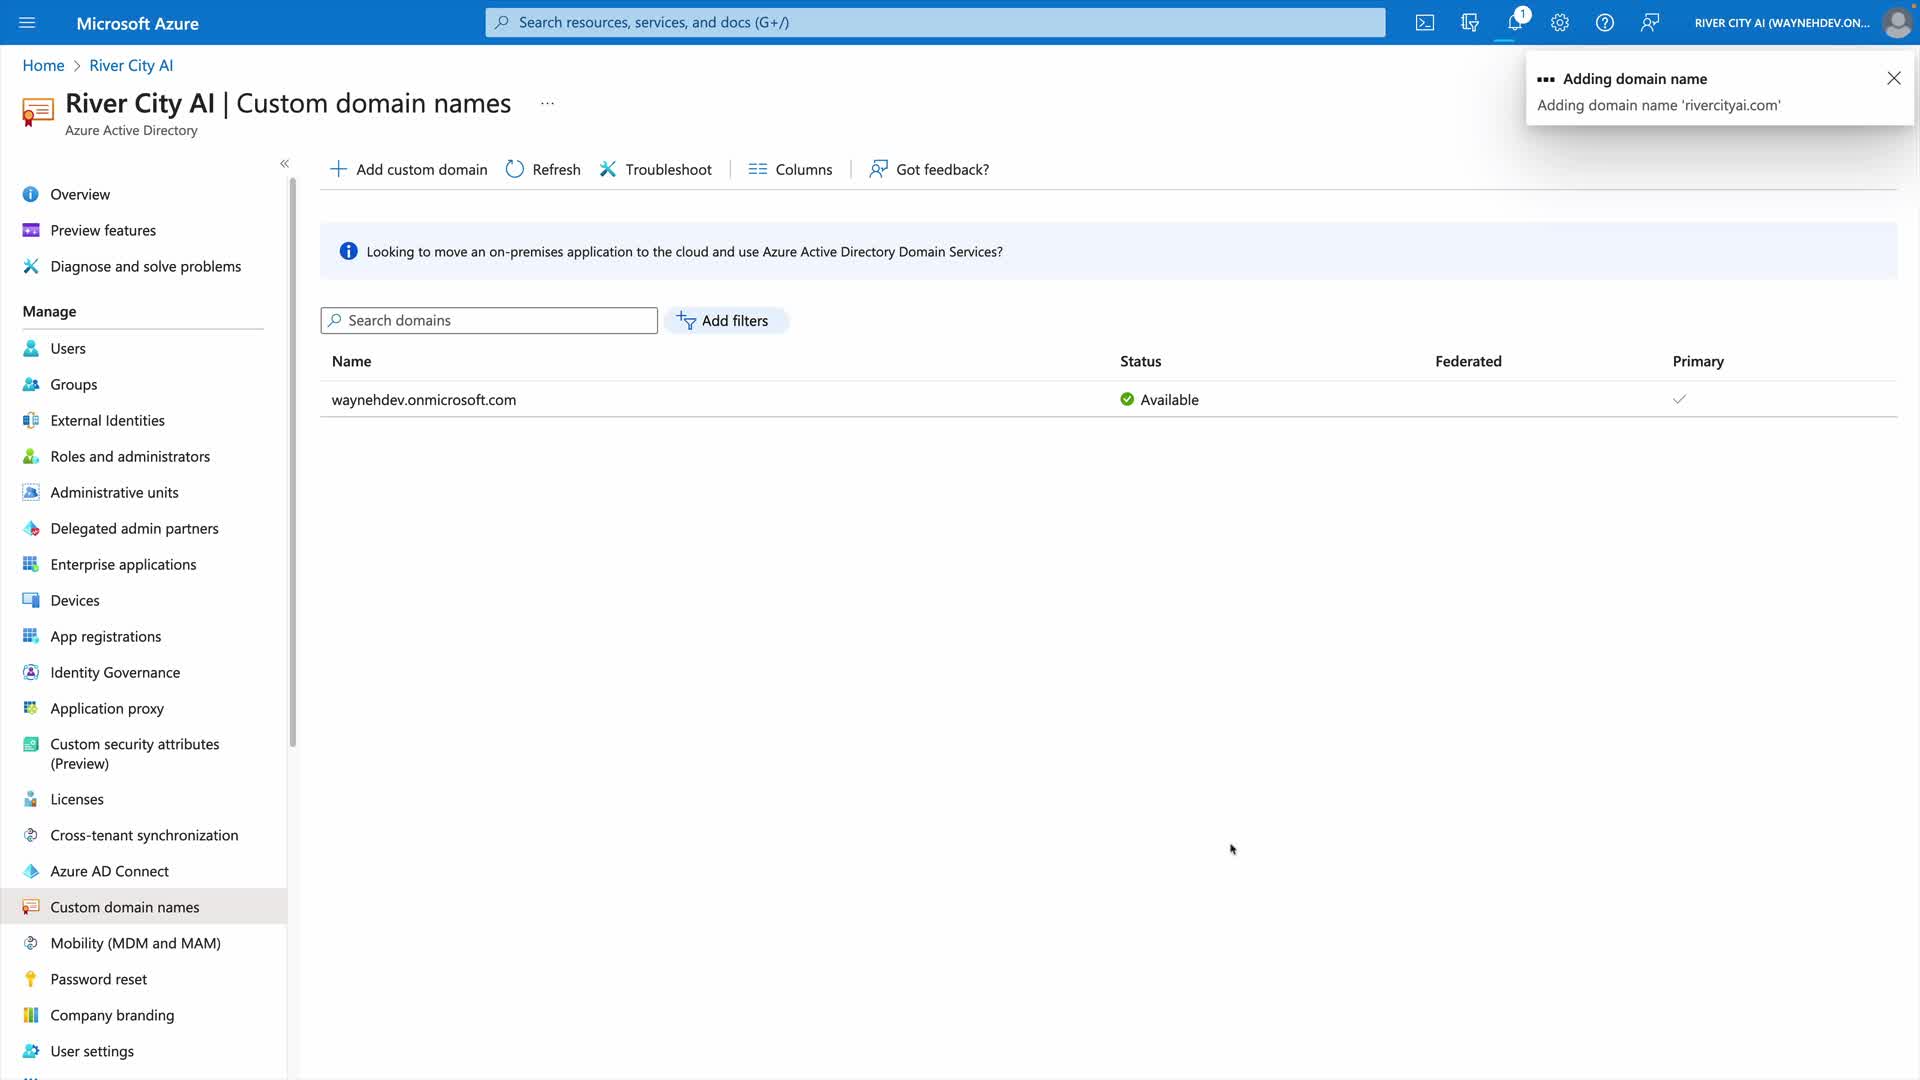 Microsoft Azure
Search resources, services, and docs (G+/)
1
RIVER CITY AI (WAYNEHDEV.ON...
Home > River City AI
Adding domain name
Adding domain name 'rivercityai.com'
River City AI | Custom domain names ...
Azure Active Directory
Add custom domain
Refresh
Troubleshoot
Columns
Got feedback?
Overview
Preview features
Diagnose and solve problems
Manage
Users
Groups
External Identities
Roles and administrators
Administrative units
Delegated admin partners
Enterprise applications
Devices
App registrations
Identity Governance
Application proxy
Custom security attributes
(Preview)
Licenses
Cross-tenant synchronization
Azure AD Connect
Custom domain names
Mobility (MDM and MAM)
Password reset
Company branding
User settings
Looking to move an on-premises application to the cloud and use Azure Active Directory Domain Services?
Search domains
Add filters
Name Status Federated Primary
waynehdev.onmicrosoft.com Available